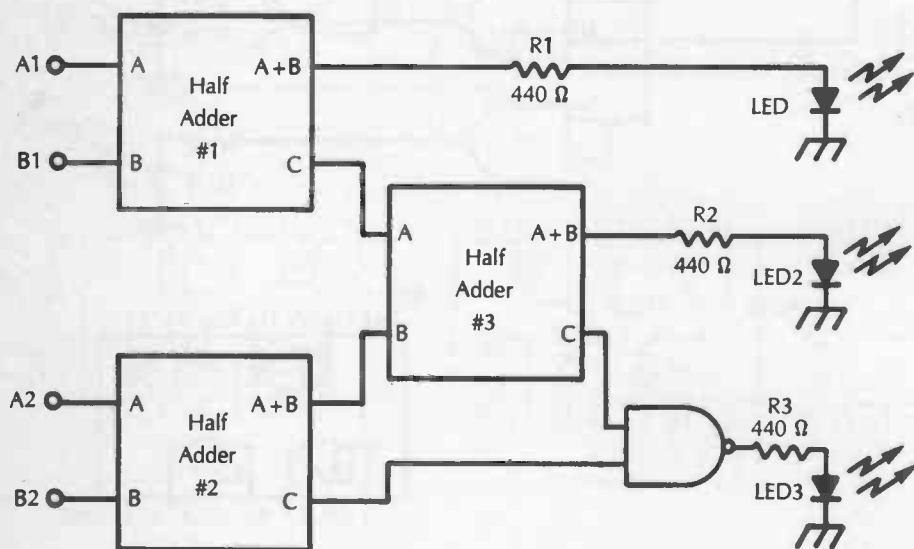 A1
A
A + B
R1
440 Ω
LED
Half
Adder
#1
B1
B
C
A
A + B
R2
440 Ω
LED2
Half
Adder
#3
B
C
A2
A
A + B
R3
440 Ω
LED3
Half
Adder
#2
B2
B
C